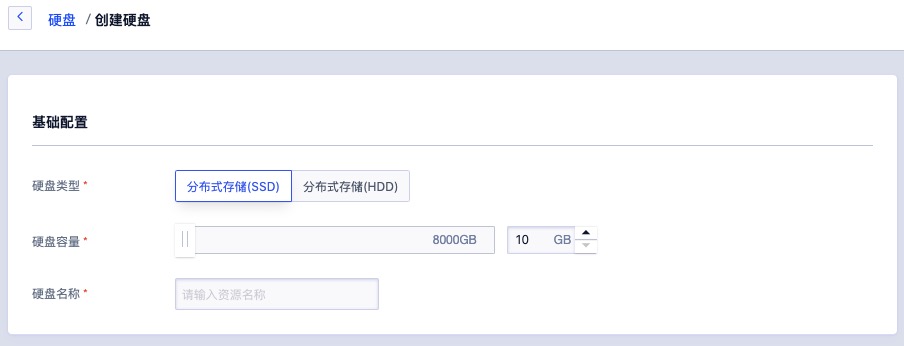 硬盘 / 创建硬盘
基础配置
硬盘类型 * 分布式存储(SSD) 分布式存储(HDD)
硬盘容量 * 8000GB 10 GB
硬盘名称 * 请输入资源名称